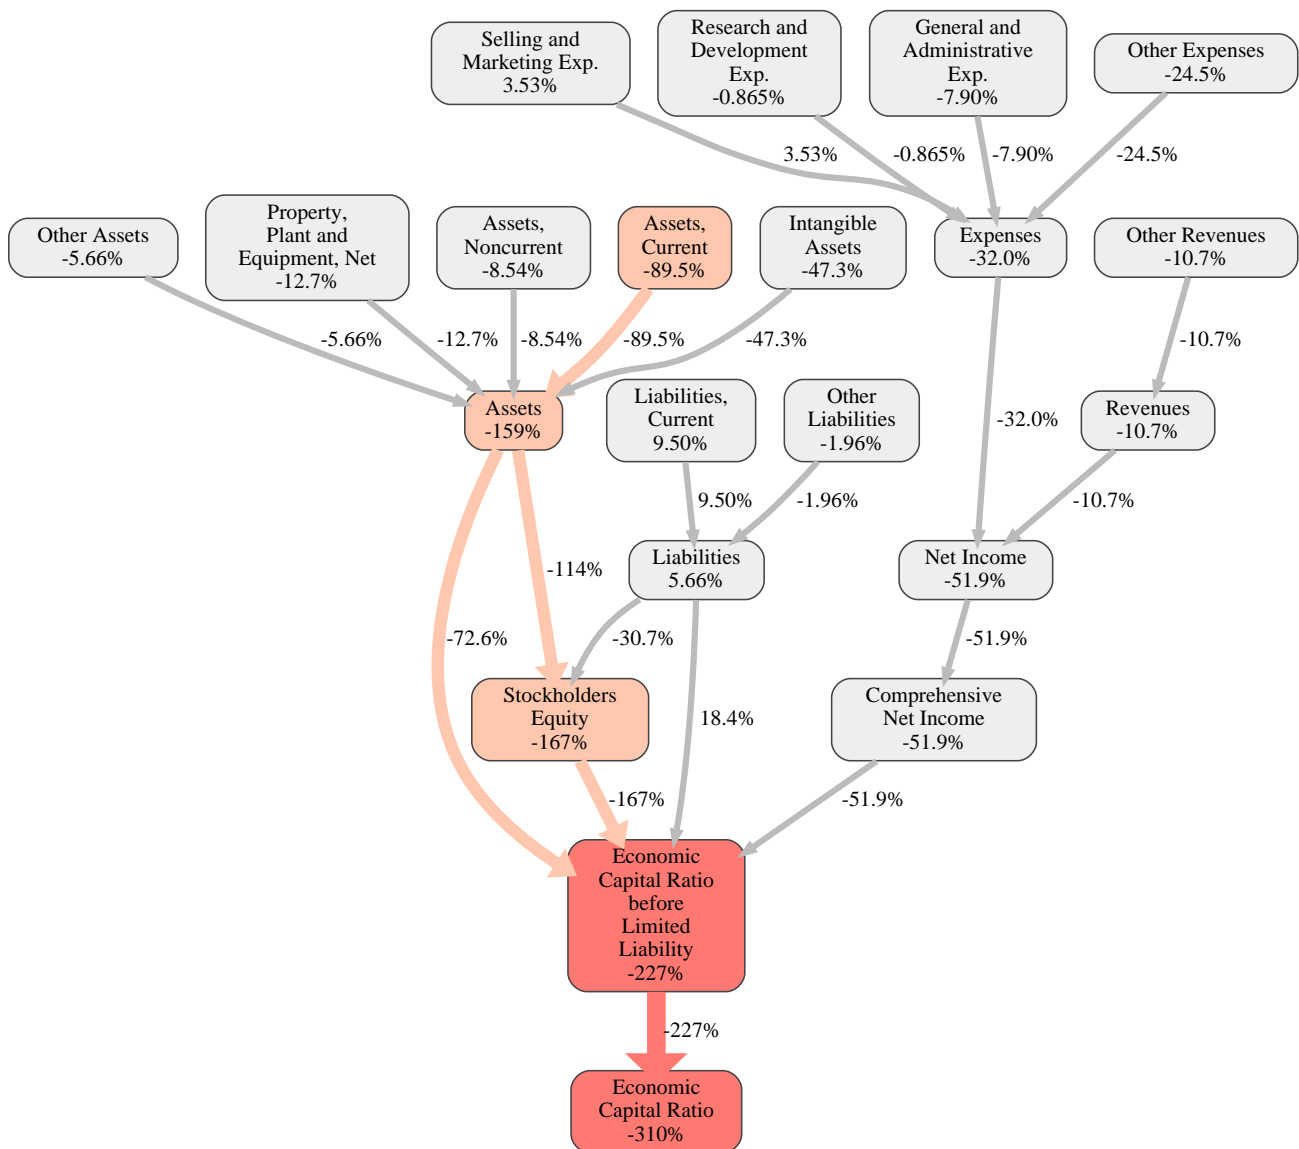 Selling and
Marketing Exp.
3.53%
Research and
Development
Exp.
-0.865%
General and
Administrative
Exp.
-7.90%
Other Expenses
-24.5%
3.53%
-0.865%
-7.90%
-24.5%
Other Assets
-5.66%
Property,
Plant and
Equipment, Net
-12.7%
Assets,
Noncurrent
-8.54%
Assets,
Current
-89.5%
Intangible
Assets
-47.3%
Expenses
-32.0%
Other Revenues
-10.7%
-5.66%
-12.7%
-8.54%
-89.5%
-47.3%
-10.7%
Assets
-159%
Liabilities,
Current
9.50%
Other
Liabilities
-1.96%
-32.0%
Revenues
-10.7%
9.50%
-1.96%
-10.7%
Liabilities
5.66%
Net Income
-51.9%
-114%
-72.6%
-30.7%
-51.9%
Stockholders
Equity
-167%
18.4%
Comprehensive
Net Income
-51.9%
-167%
-51.9%
Economic
Capital Ratio
before
Limited
Liability
-227%
-227%
Economic
Capital Ratio
-310%